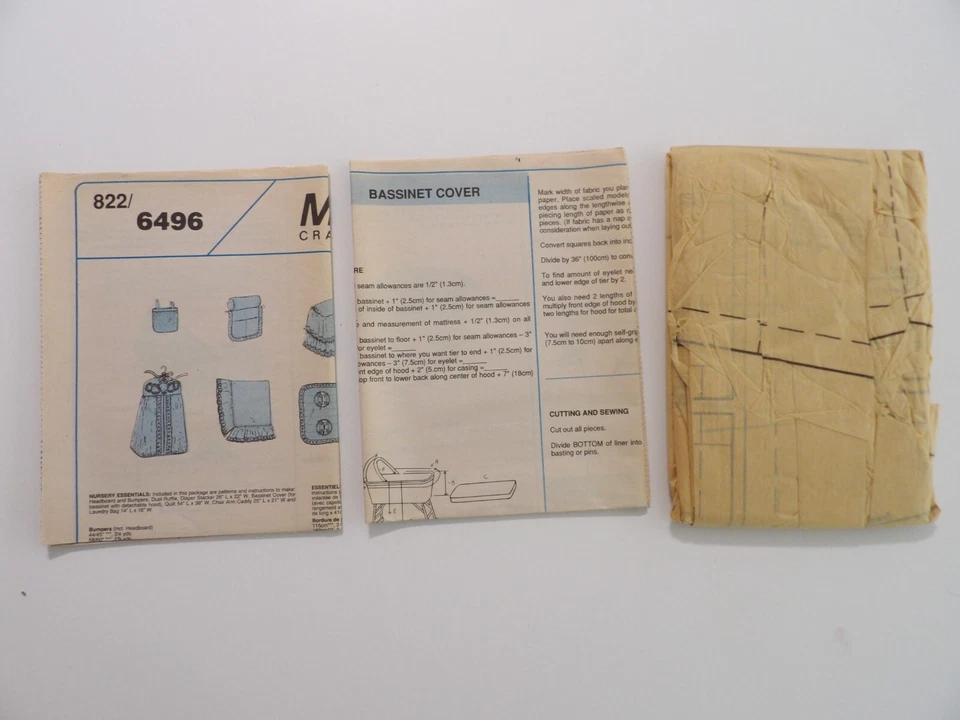 822/
6496
M
CRA
NURSERY ESSENTIALS: Included in this package are patterns and instructions to make:
Headboard and Bumpers, Dust Ruffle, Diaper Stacker 26" L x 22" W, Bassinet Cover (for
bassinet with detachable hood), Quilt 54" L x 36" W, Chair Arm Caddy 25" L x 21" W and
Laundry Bag 14" L x 18" W
Bumpers (incl. Headboard)
ESSENTIEL
BASSINET COVER
RE
seam allowances are 1/2" (1.3cm).
bassinet + 1" (2.5cm) for seam allowances =
of inside of bassinet + 1" (2.5cm) for seam allowances
e and measurement of mattress + 1/2" (1.3cm) on all
bassinet to floor + 1" (2.5cm) for seam allowances – 3"
or eyelet =
bassinet to where you want tier to end + 1" (2.5cm) for
owances – 3" (7.5cm) for eyelet =
nt edge of hood + 2" (5.cm) for casing =
op front to lower back along center of hood + 7" (18cm)
C
E
Mark width of fabric you plan
paper. Place scaled models
edges along the lengthwise
piecing length of paper as
pieces. (If fabric has a nap
consideration when laying out
Convert squares back into
Divide by 36" (100cm) to
To find amount of eyelet
and lower edge of tier by 2.
You also need 2 lengths of
multiply front edge of hood by
two lengths for hood for total
You will need enough
(7.5cm to 10cm) apart along
CUTTING AND SEWING
Cut out all pieces.
Divide BOTTOM of liner into
basting or pins.